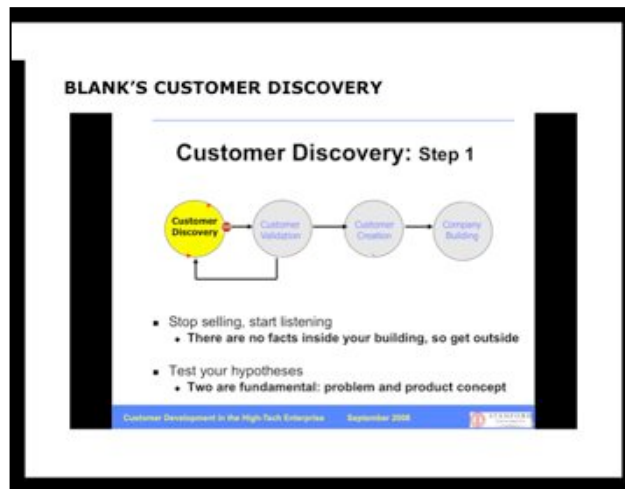 BLANK'S CUSTOMER DISCOVERY
Customer Discovery: Step 1
Customer
Discovery
Customer
Validation
Customer
Creation
Company
Building
Stop selling, start listening
There are no facts inside your building, so get outside
Test your hypotheses
Two are fundamental: problem and product concept
Customer Development in the High-Tech Enterprise September 2008
STANFORD